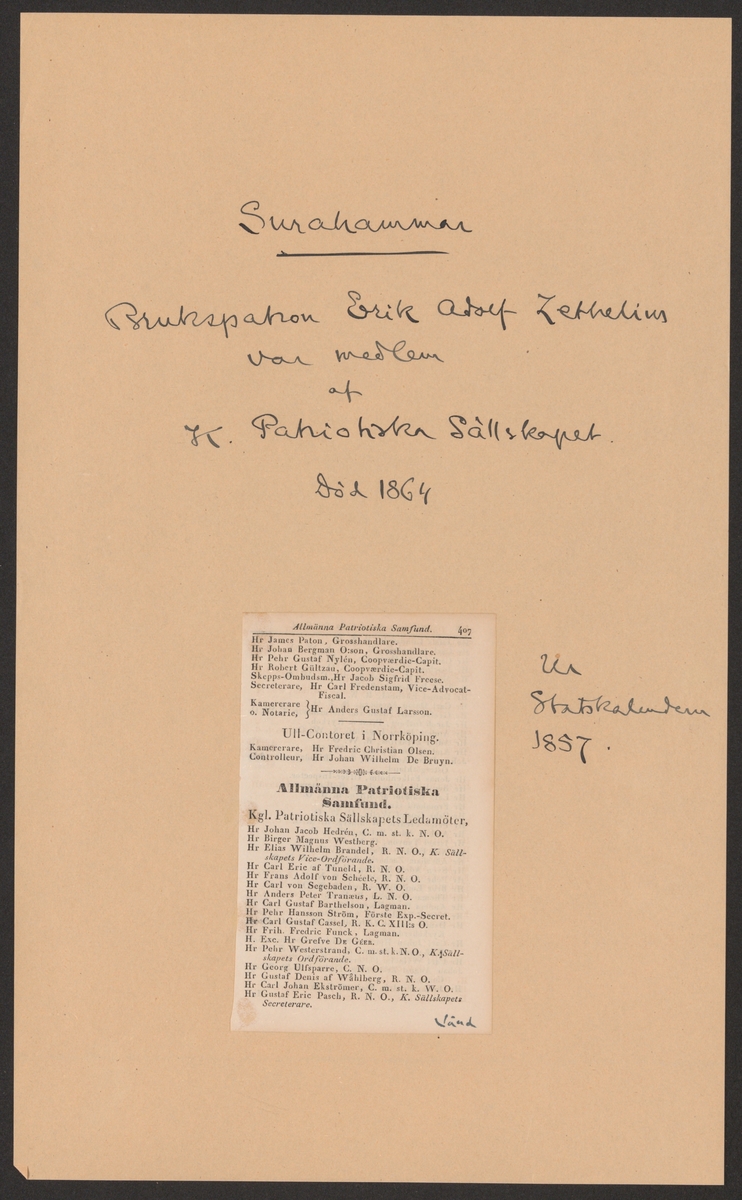 Surahammar
Brukspatron Erik Adolf Zethelius
var medlem
af
K. Patriotiska Sällskapet.
Död 1864
Allmänna Patriotiska Samfund. 407
Hr James Paton, Grosshandlare.
Hr Johan Bergman O:son, Grosshandlare.
Hr Pehr Gustaf Nylén, Coopværdie-Capit.
Hr Robert Gültzau, Coopværdie-Capit.
Skepps-Ombudsm., Hr Jacob Sigfrid Freese.
Secreterare, Hr Carl Fredenstam, Vice-Advocat-
Fiscal.
Kamererare
o. Notarie, } Hr Anders Gustaf Larsson.
Ull-Contoret i Norrköping.
Kamererare, Hr Fredric Christian Olsen.
Controlleur, Hr Johan Wilhelm De Bruyn.
Allmänna Patriotiska
Samfund.
Kgl. Patriotiska Sällskapets Ledamöter,
Hr Johan Jacob Hedrén, C. m. st. k. N. O.
Hr Birger Magnus Westberg.
Hr Elias Wilhelm Brandel, R. N. O., K. Säll-
skapets Vice-Ordförande.
Hr Carl Eric af Tuneld, R. N. O.
Hr Frans Adolf von Schéele, R. N. O.
Hr Carl von Segebaden, R. W. O.
Hr Anders Peter Tranæus, L. N. O.
Hr Carl Gustaf Barthelson, Lagman.
Hr Pehr Hansson Ström, Förste Exp.-Secret.
Hr Carl Gustaf Cassel, R. K. C. XIII:s O.
Hr Frih. Fredric Funck, Lagman.
H. Exc. Hr Grefve De Géer.
Hr Pehr Westerstrand, C. m. st. k. N. O., K. Säll-
skapets Ordförande.
Hr Georg Ulfsparre, C. N. O.
Hr Gustaf Denis af Wåhlberg, R. N. O.
Hr Carl Johan Ekströmer, C. m. st. k. W. O.
Hr Gustaf Eric Pasch, R. N. O., K. Sällskapets
Secreterare.
Vänd
Ur
Statskalendern
1857.